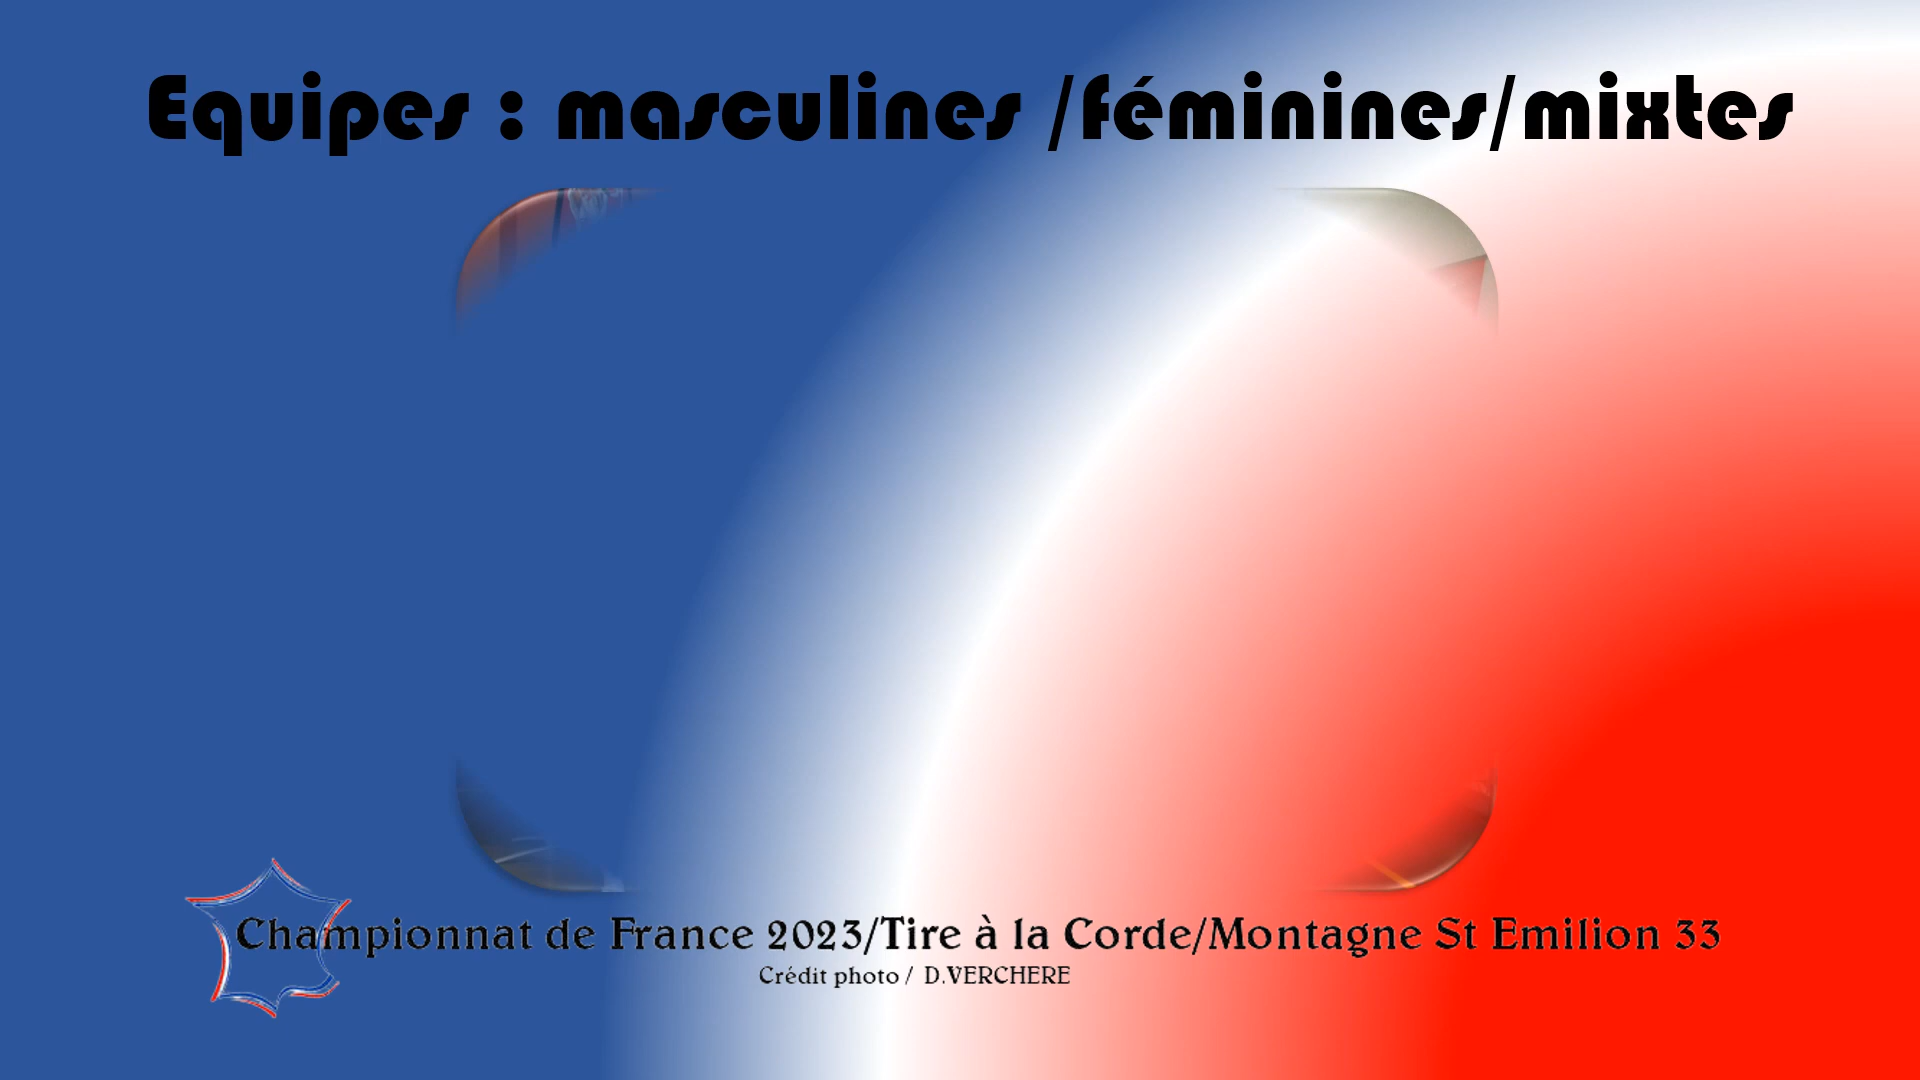 Equipes : masculines /féminines/mixtes
Championnat de France 2023/Tire à la Corde/Montagne St Emilion 33
Crédit photo / D.VERCHERE